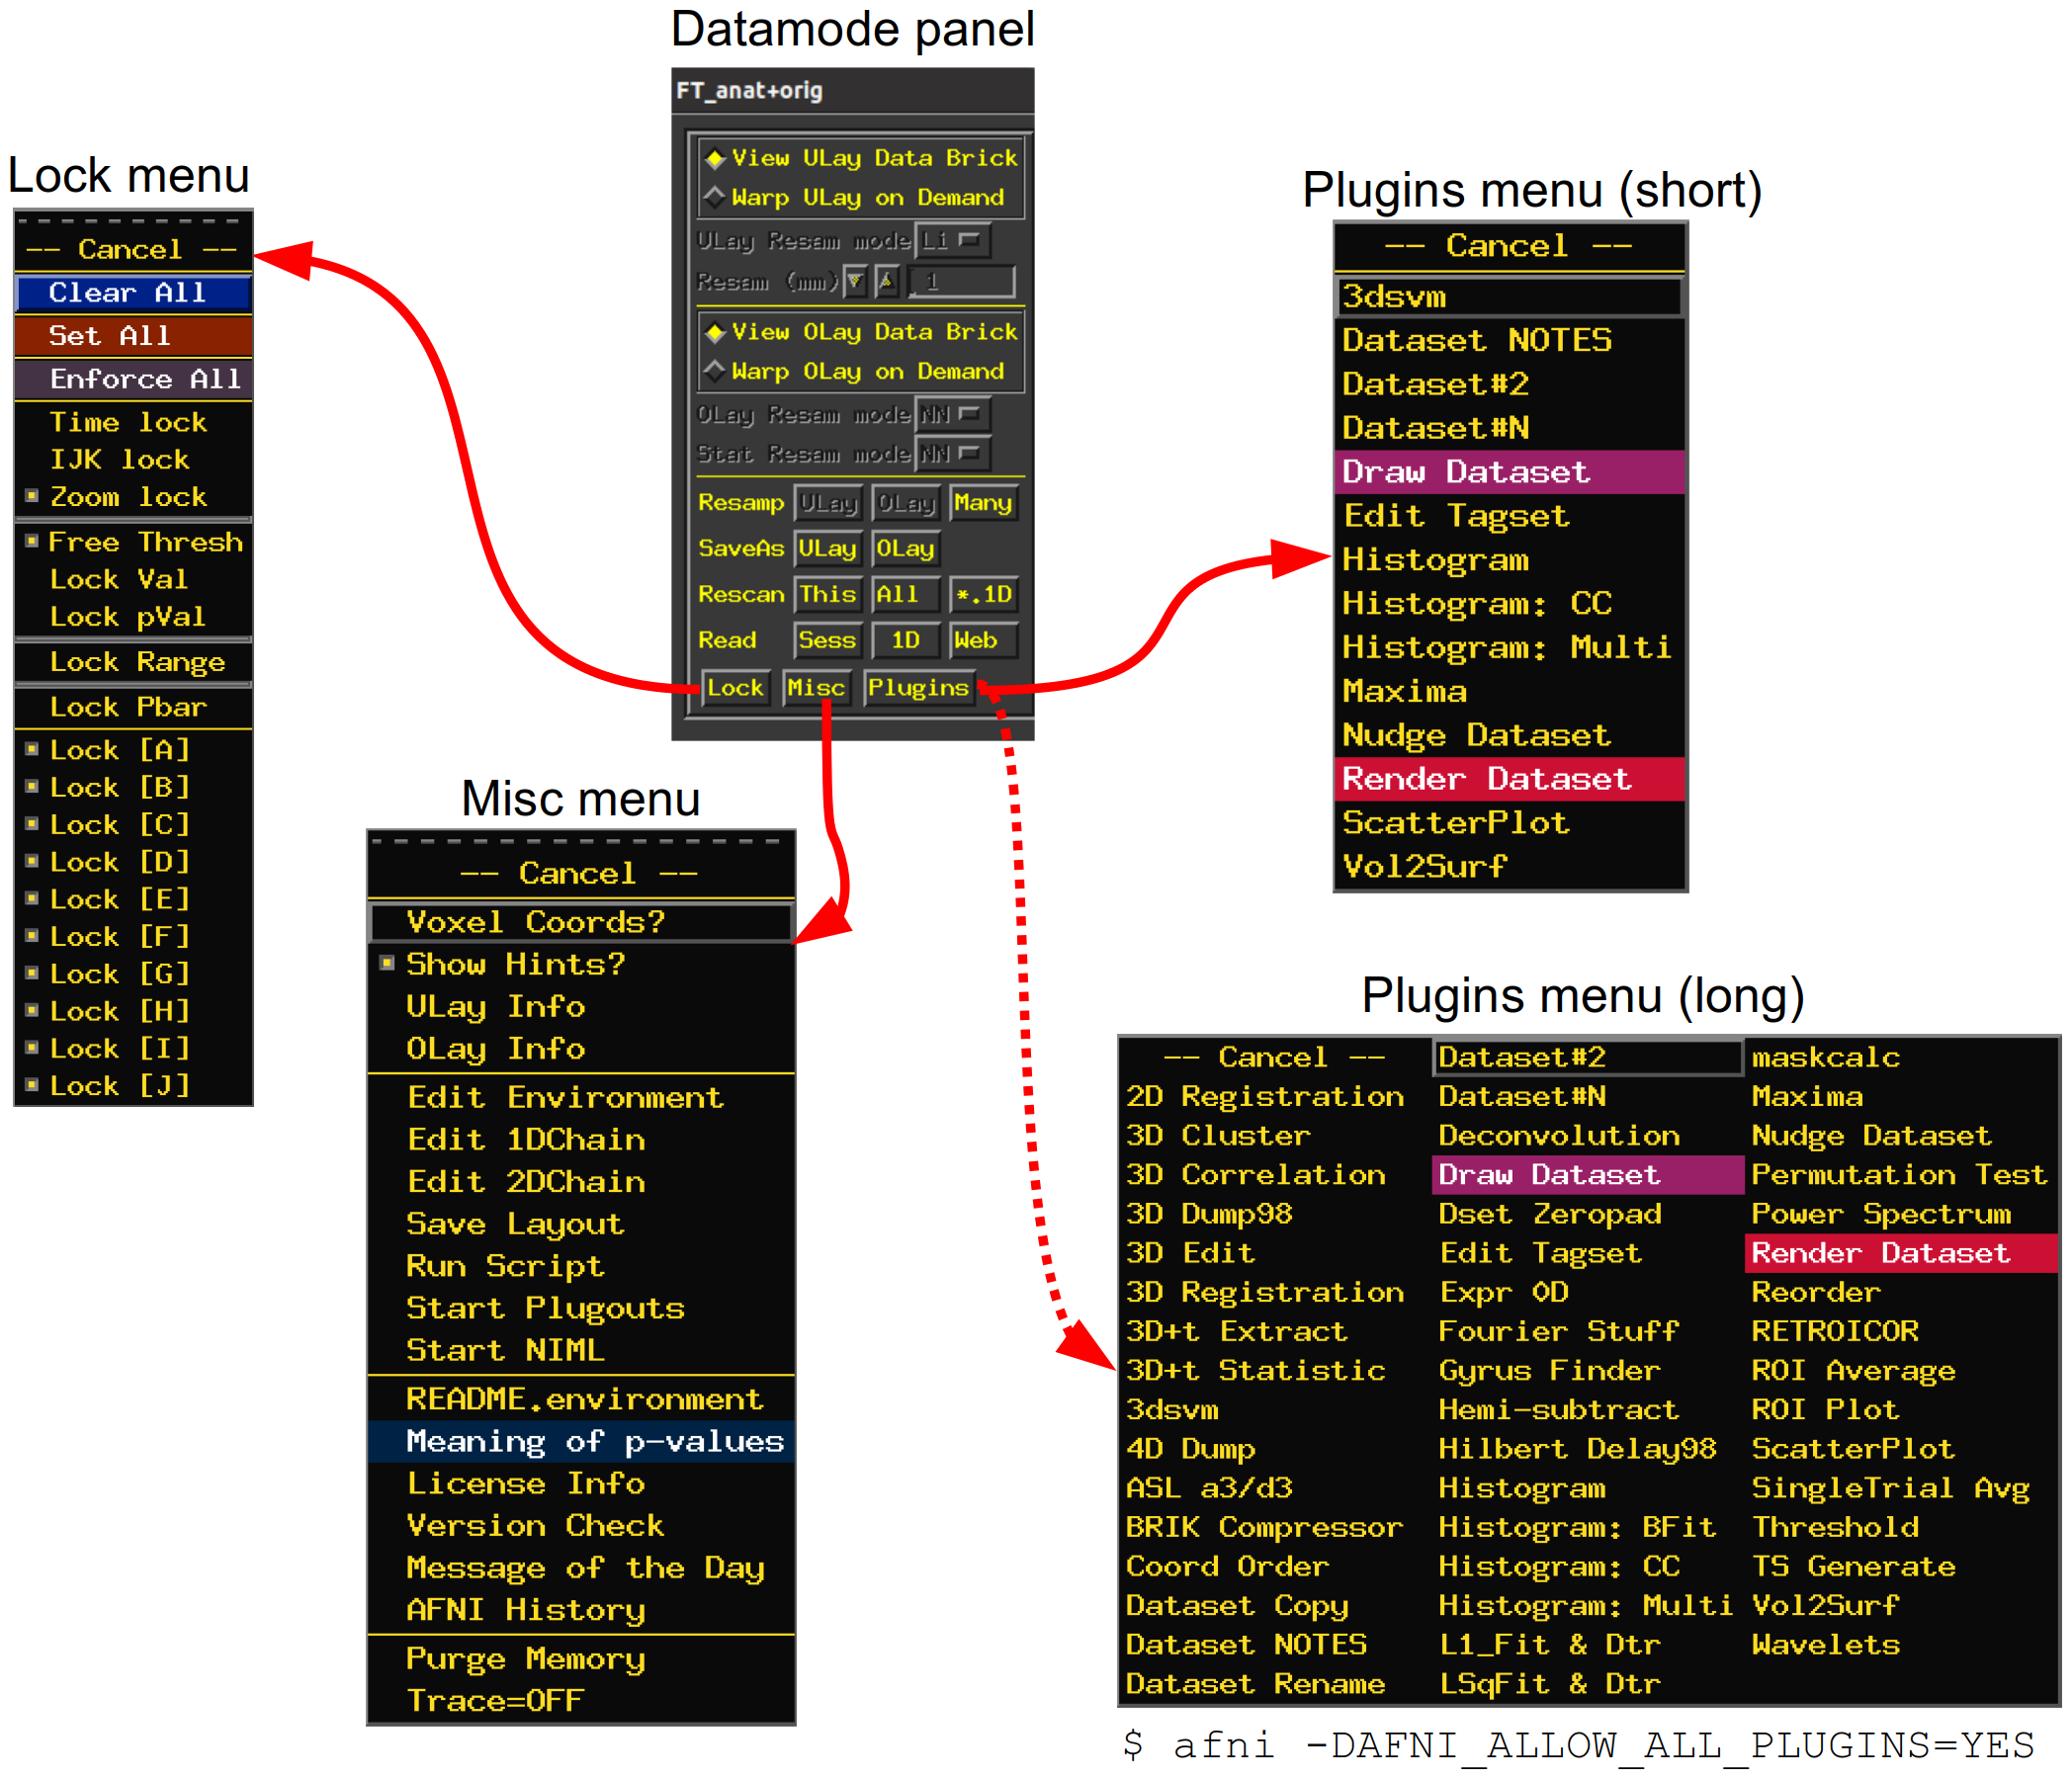 Datamode panel
FT_anat+orig
View ULay Data Brick
Warp ULay on Demand
ULay Resam mode Li
Resam (mm) 1
View OLay Data Brick
Warp OLay on Demand
OLay Resam mode NN
Stat Resam mode NN
Resamp ULay OLay Many
SaveAs ULay OLay
Rescan This All *.1D
Read Sess 1D Web
Lock Misc Plugins
Lock menu
-- Cancel --
Clear All
Set All
Enforce All
Time lock
IJK lock
Zoom lock
Free Thresh
Lock Val
Lock pVal
Lock Range
Lock Pbar
Lock [A]
Lock [B]
Lock [C]
Lock [D]
Lock [E]
Lock [F]
Lock [G]
Lock [H]
Lock [I]
Lock [J]
Misc menu
-- Cancel --
Voxel Coords?
Show Hints?
ULay Info
OLay Info
Edit Environment
Edit 1DChain
Edit 2DChain
Save Layout
Run Script
Start Plugouts
Start NIML
README.environment
Meaning of p-values
License Info
Version Check
Message of the Day
AFNI History
Purge Memory
Trace=OFF
Plugins menu (short)
-- Cancel --
3dsvm
Dataset NOTES
Dataset#2
Dataset#N
Draw Dataset
Edit Tagset
Histogram
Histogram: CC
Histogram: Multi
Maxima
Nudge Dataset
Render Dataset
ScatterPlot
Vol2Surf
Plugins menu (long)
-- Cancel --
2D Registration
3D Cluster
3D Correlation
3D Dump98
3D Edit
3D Registration
3D+t Extract
3D+t Statistic
3dsvm
4D Dump
ASL a3/d3
BRIK Compressor
Coord Order
Dataset Copy
Dataset NOTES
Dataset Rename
Dataset#2
Dataset#N
Deconvolution
Draw Dataset
Dset Zeropad
Edit Tagset
Expr 0D
Fourier Stuff
Gyrus Finder
Hemi-subtract
Hilbert Delay98
Histogram
Histogram: BFit
Histogram: CC
Histogram: Multi
L1_Fit & Dtr
LSqFit & Dtr
maskcalc
Maxima
Nudge Dataset
Permutation Test
Power Spectrum
Render Dataset
Reorder
RETROICOR
ROI Average
ROI Plot
ScatterPlot
SingleTrial Avg
Threshold
TS Generate
Vol2Surf
Wavelets
$ afni -DAFNI_ALLOW_ALL_PLUGINS=YES